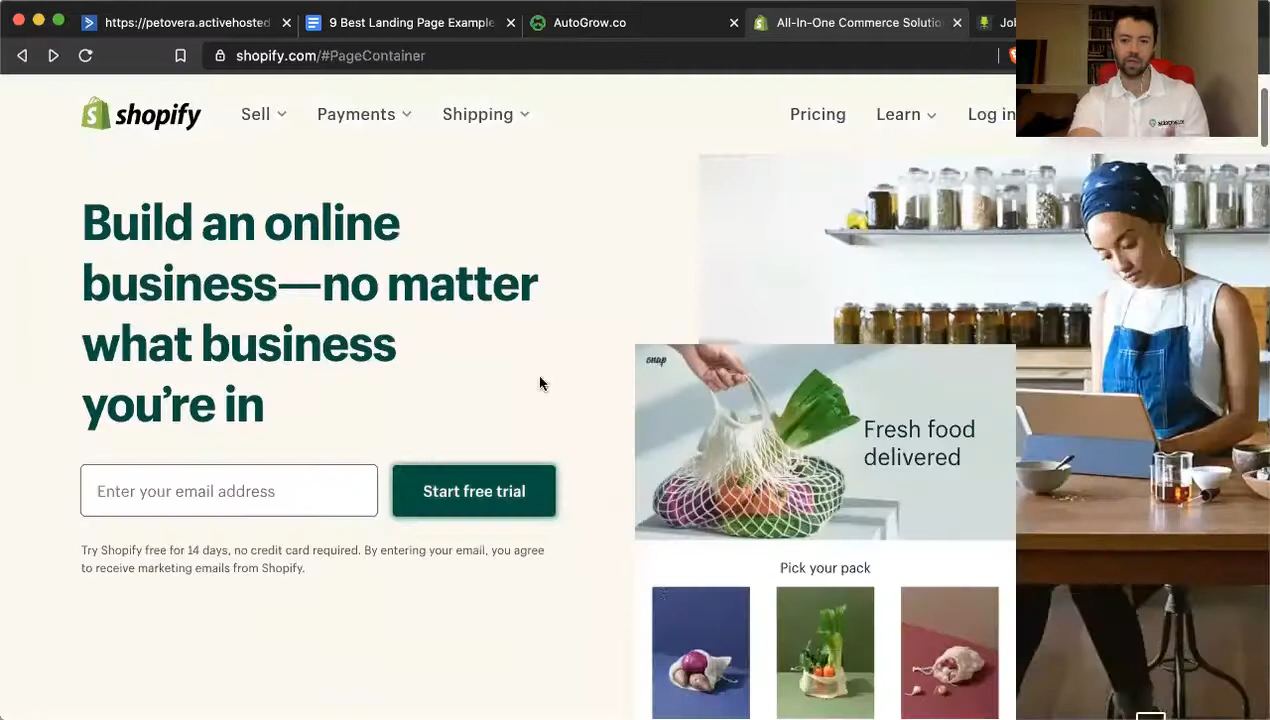 https://petovera.activehosted
9 Best Landing Page Example
AutoGrow.co
All-In-One Commerce Solutio
Jo
shopify.com/#PageContainer
shopify
Sell
Payments
Shipping
Pricing
Learn
Log in
Build an online
business—no matter
what business
you're in
Enter your email address
Start free trial
Try Shopify free for 14 days, no credit card required. By entering your email, you agree
to receive marketing emails from Shopify.
snap
Fresh food
delivered
Pick your pack